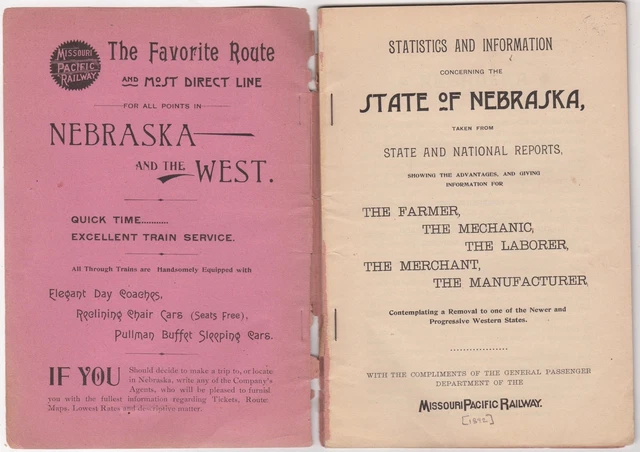 MISSOURI
PACIFIC
RAILWAY.
The Favorite Route
AND MOST DIRECT LINE
FOR ALL POINTS IN
NEBRASKA
AND THE WEST.
QUICK TIME...........
EXCELLENT TRAIN SERVICE.
All Through Trains are Handsomely Equipped with
Elegant Day Coaches,
Reclining Chair Cars (Seats Free),
Pullman Buffet Sleeping Cars.
IF YOU Should decide to make a trip to, or locate
in Nebraska, write any of the Company's
Agents, who will be pleased to furnish
you with the fullest information regarding Tickets, Route,
Maps, Lowest Rates and descriptive matter.
STATISTICS AND INFORMATION
CONCERNING THE
STATE OF NEBRASKA,
TAKEN FROM
STATE AND NATIONAL REPORTS,
SHOWING THE ADVANTAGES, AND GIVING
INFORMATION FOR
THE FARMER,
THE MECHANIC,
THE LABORER,
THE MERCHANT,
THE MANUFACTURER
Contemplating a Removal to one of the Newer and
Progressive Western States.
..................
WITH THE COMPLIMENTS OF THE GENERAL PASSENGER
DEPARTMENT OF THE
MISSOURI PACIFIC RAILWAY.
[1892]